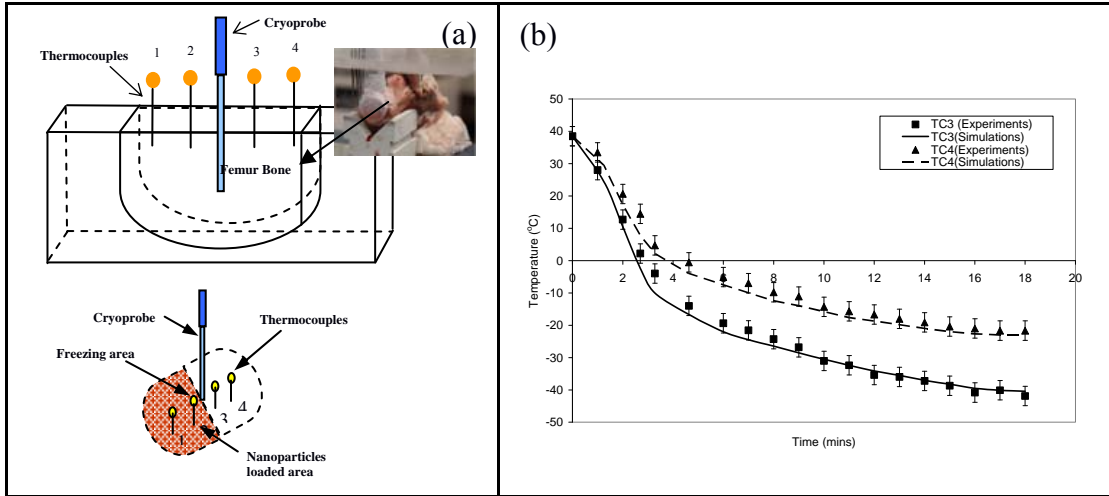 Cryoprobe
(a)
Thermocouples
1 2 3 4
Femur Bone
Cryoprobe
Thermocouples
Freezing area
1 3 4
Nanoparticles
loaded area
(b)
50
40
30
20
10
0
-10
-20
-30
-40
-50
0 2 4 6 8 10 12 14 16 18 20
Temperature (°C)
Time (mins)
TC3 (Experiments)
TC3(Simulations)
TC4(Experiments)
TC4(Simulations)